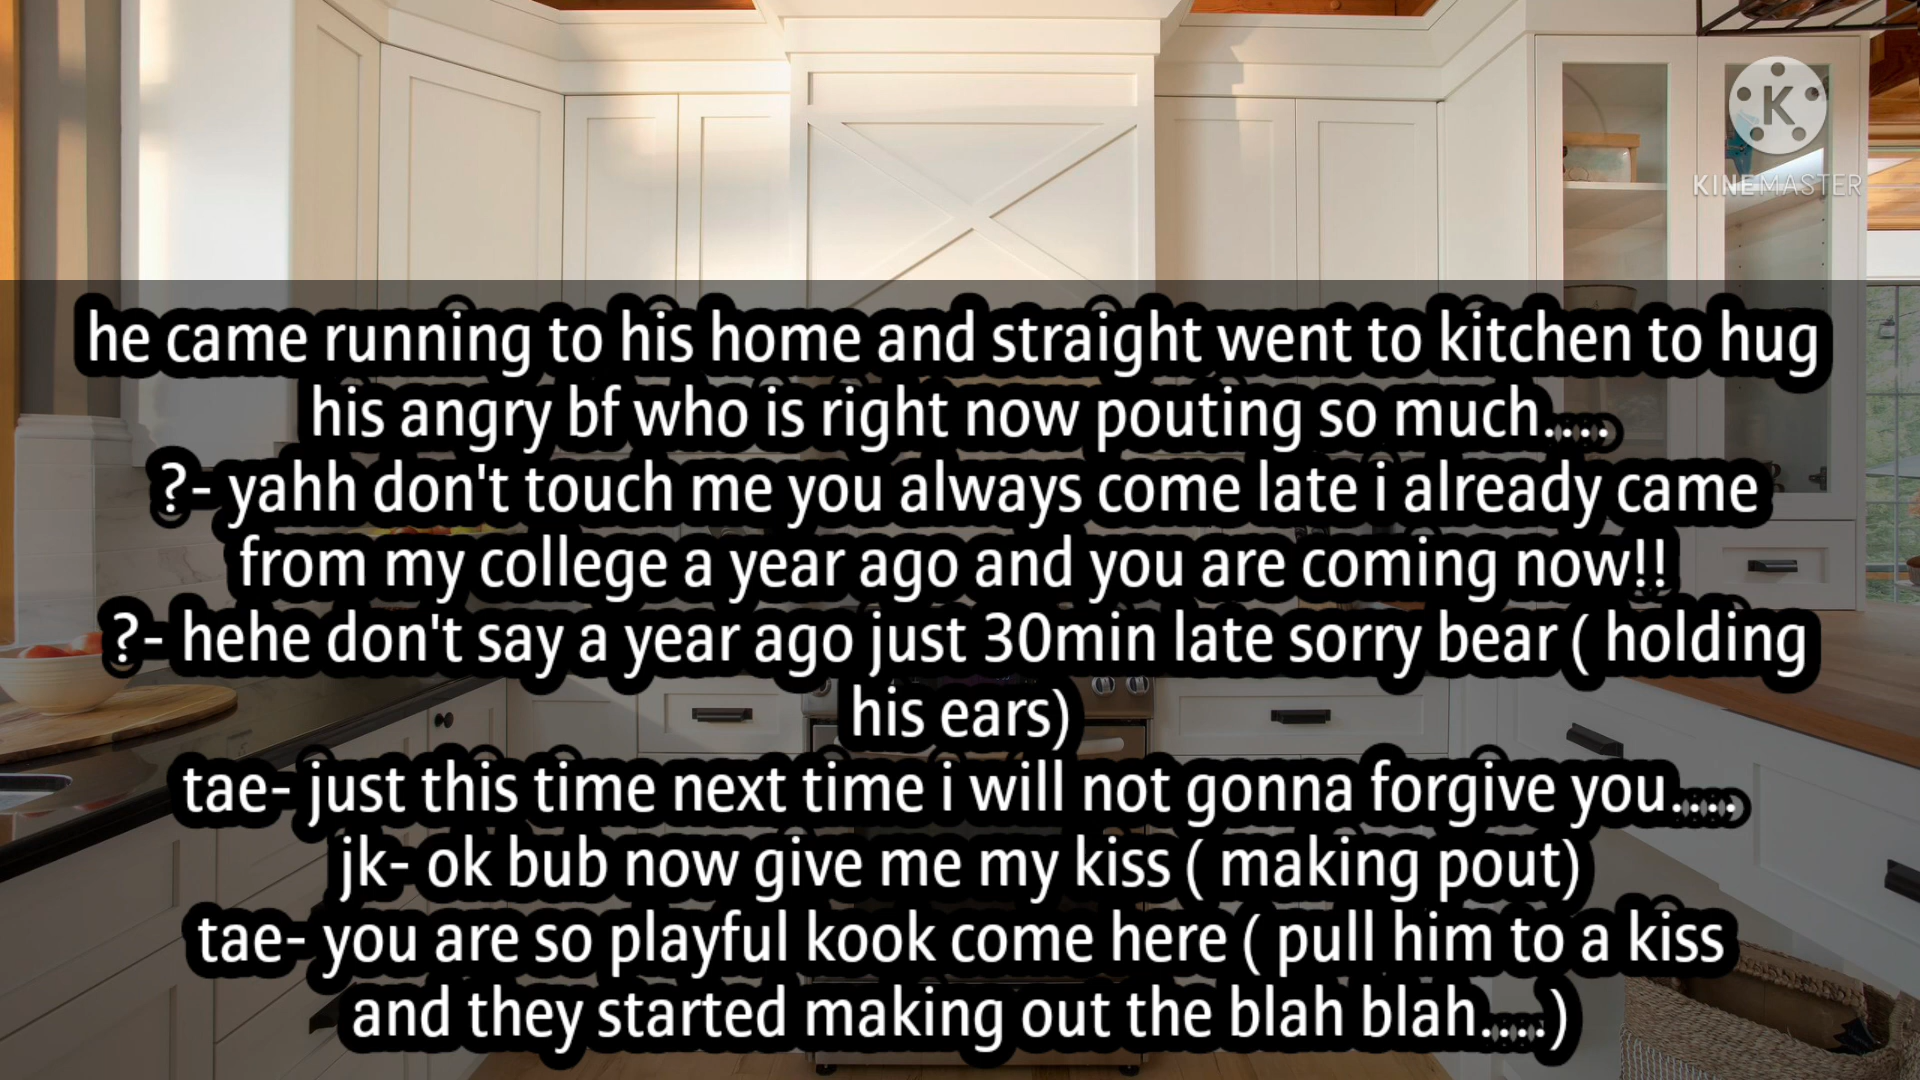 K
KINEMASTER
he came running to his home and straight went to kitchen to hug
his angry bf who is right now pouting so much.....
?- yahh don't touch me you always come late i already came
from my college a year ago and you are coming now!!
?- hehe don't say a year ago just 30min late sorry bear ( holding
his ears)
tae- just this time next time i will not gonna forgive you.....
jk- ok bub now give me my kiss ( making pout)
tae- you are so playful kook come here ( pull him to a kiss
and they started making out the blah blah.....)